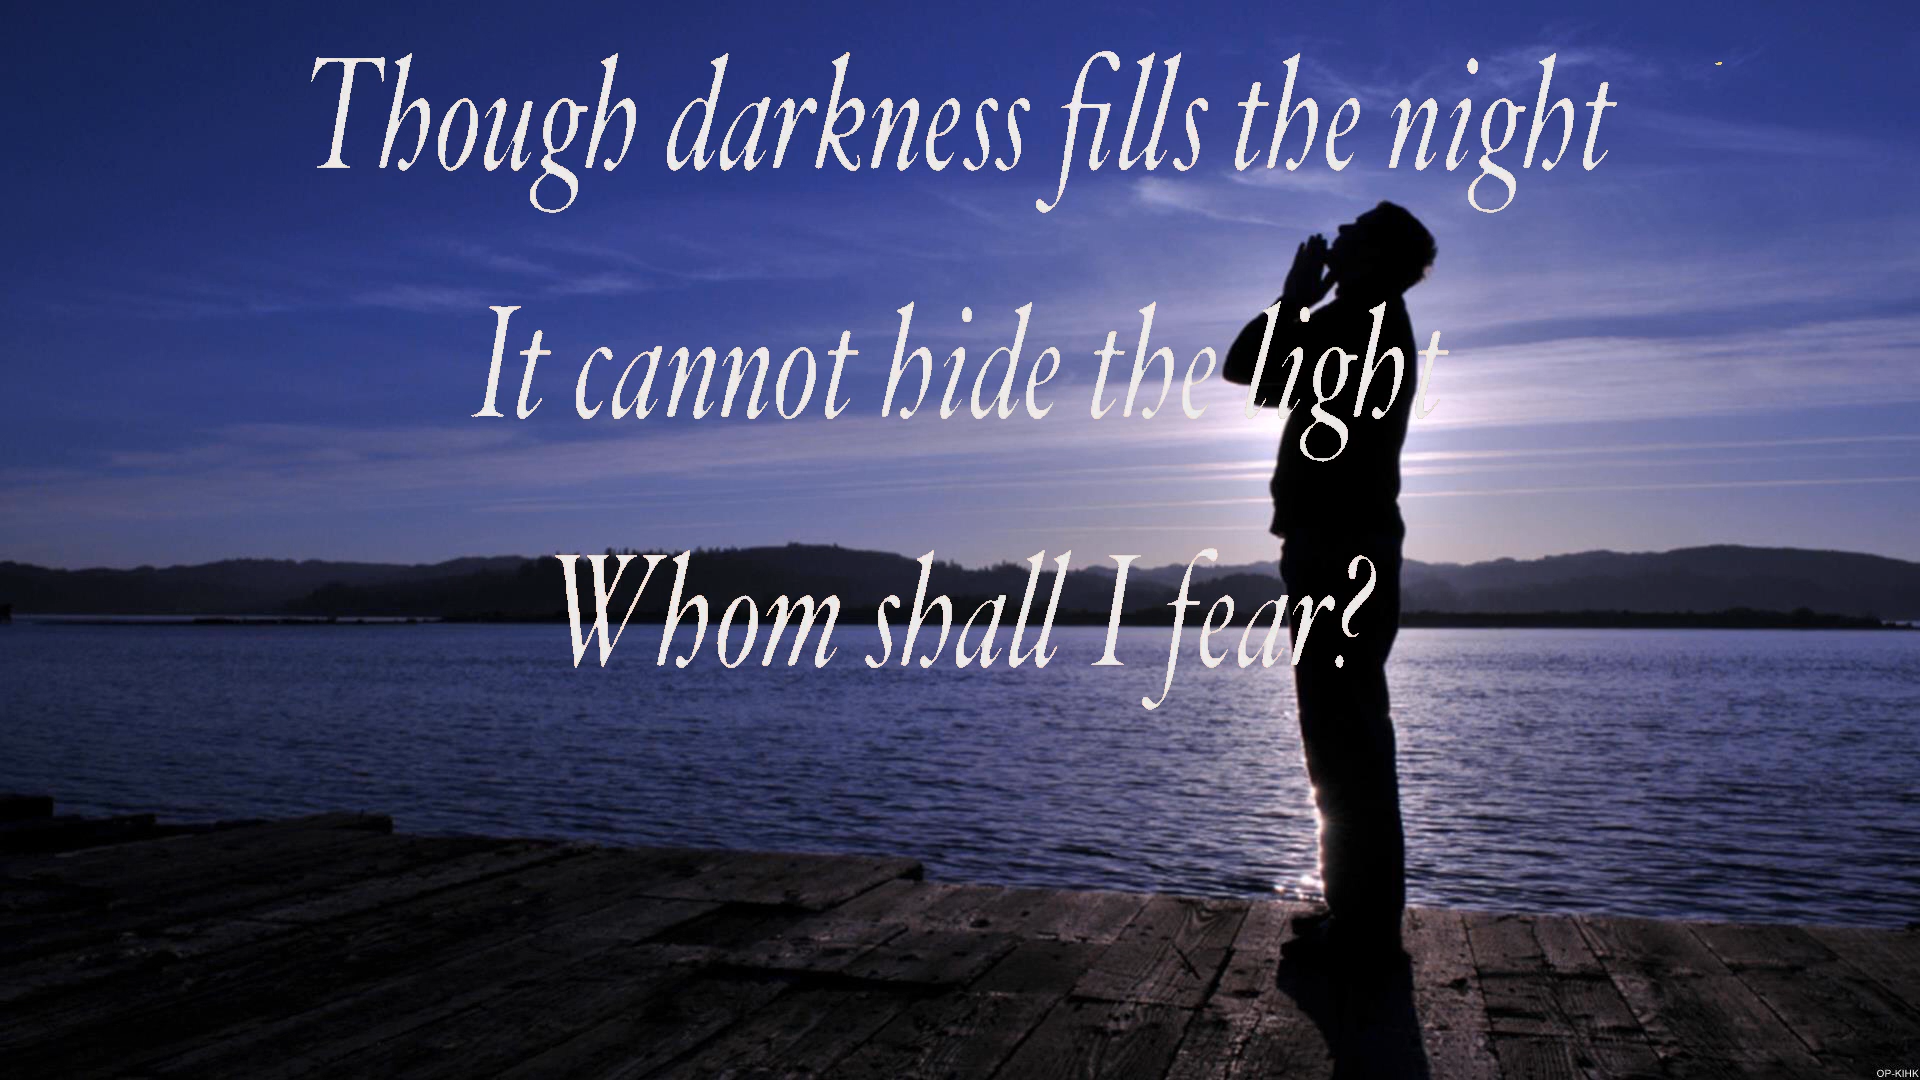 Though darkness fills the night
It cannot hide the light
Whom shall I fear?
OP-KIHK